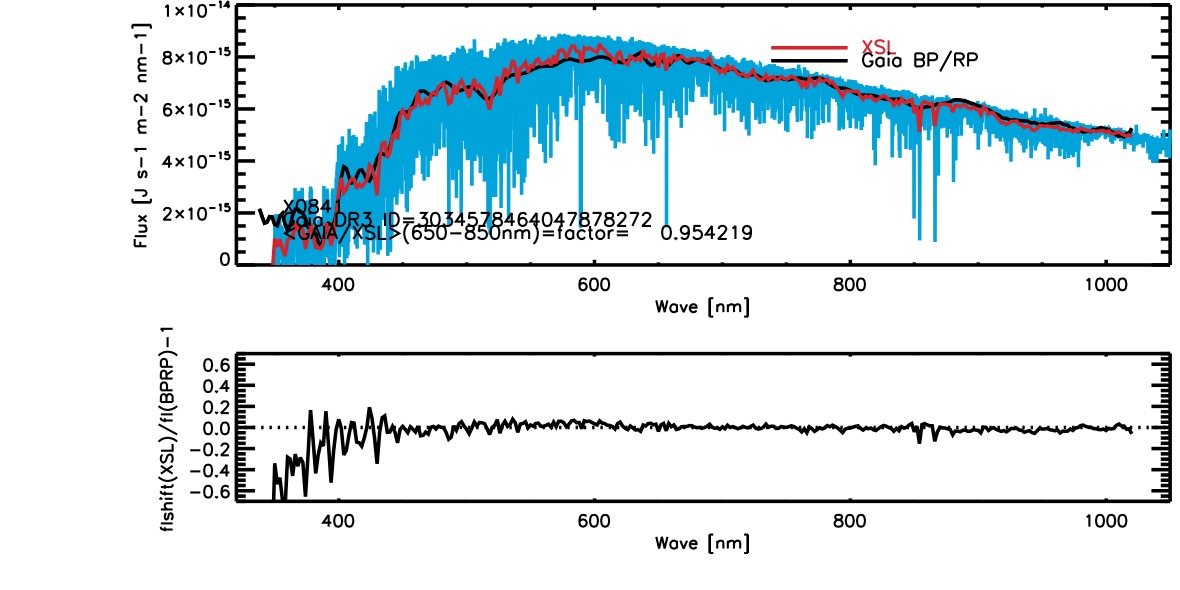 1×10−14
8×10−15
6×10−15
4×10−15
2×10−15
0
Flux [J s−1 m−2 nm−1]
XSL
Gaia BP/RP
X0841
Gaia DR3 ID=3034578464047878272
<GAIA/XSL>(650−850nm)=factor= 0.954219
400 600 800 1000
Wave [nm]
0.6
0.4
0.2
0.0
−0.2
−0.4
−0.6
flshift(XSL)/fl(BPRP)−1
400 600 800 1000
Wave [nm]